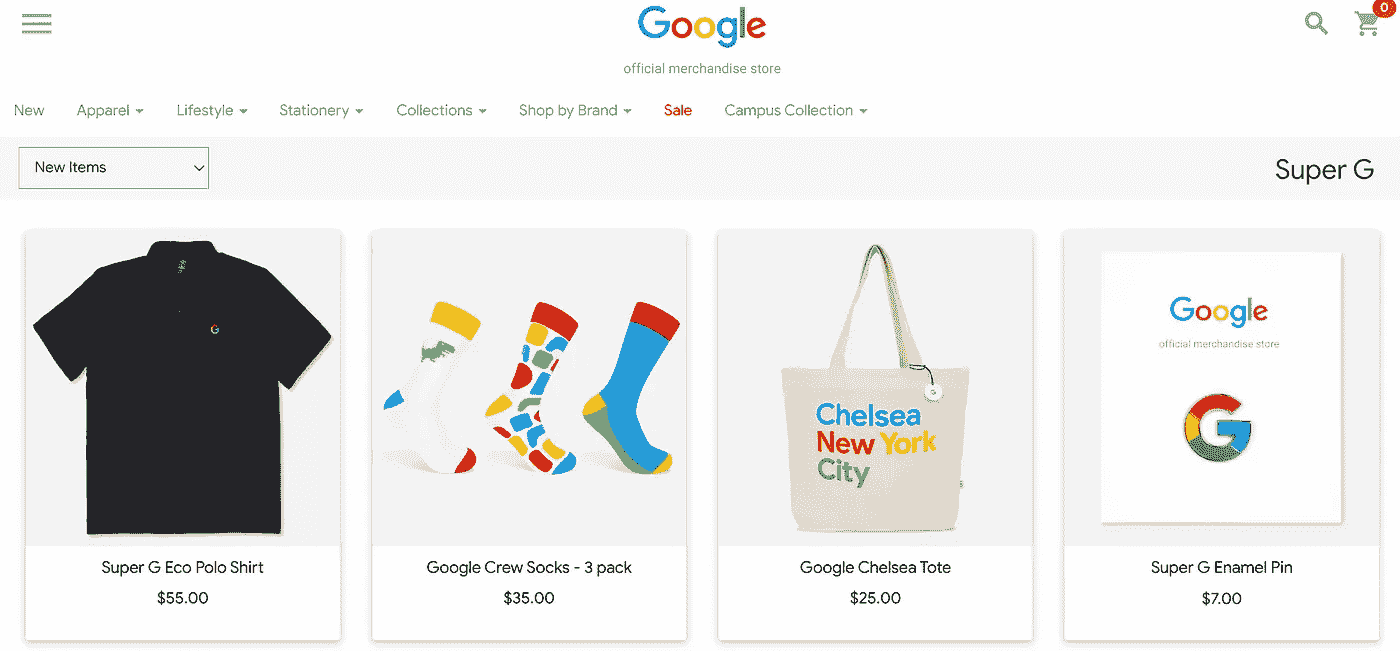 0
Google
official merchandise store
New Apparel Lifestyle Stationery Collections Shop by Brand Sale Campus Collection
New Items
Super G
G
Chelsea
New York
City
G
Google
official merchandise store
G
Super G Eco Polo Shirt
$55.00
Google Crew Socks - 3 pack
$35.00
Google Chelsea Tote
$25.00
Super G Enamel Pin
$7.00